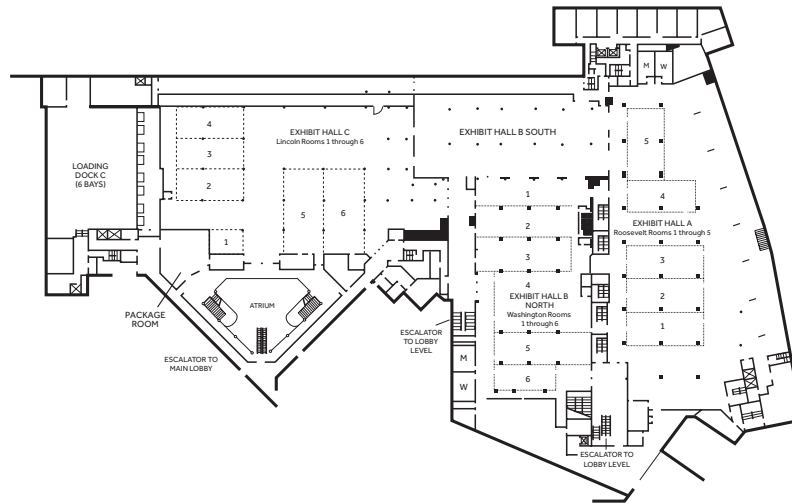 M W
4
EXHIBIT HALL C
Lincoln Rooms 1 through 6
EXHIBIT HALL B SOUTH
3
5
LOADING
DOCK C
(6 BAYS)
2
1
4
5
6
2
EXHIBIT HALL A
Roosevelt Rooms 1 through 5
1
3
3
4
2
EXHIBIT HALL B
NORTH
Washington Rooms
1 through 6
ATRIUM
PACKAGE
ROOM
1
ESCALATOR TO
LOBBY
LEVEL
5
M
ESCALATOR TO
MAIN LOBBY
6
W
ESCALATOR TO
LOBBY LEVEL